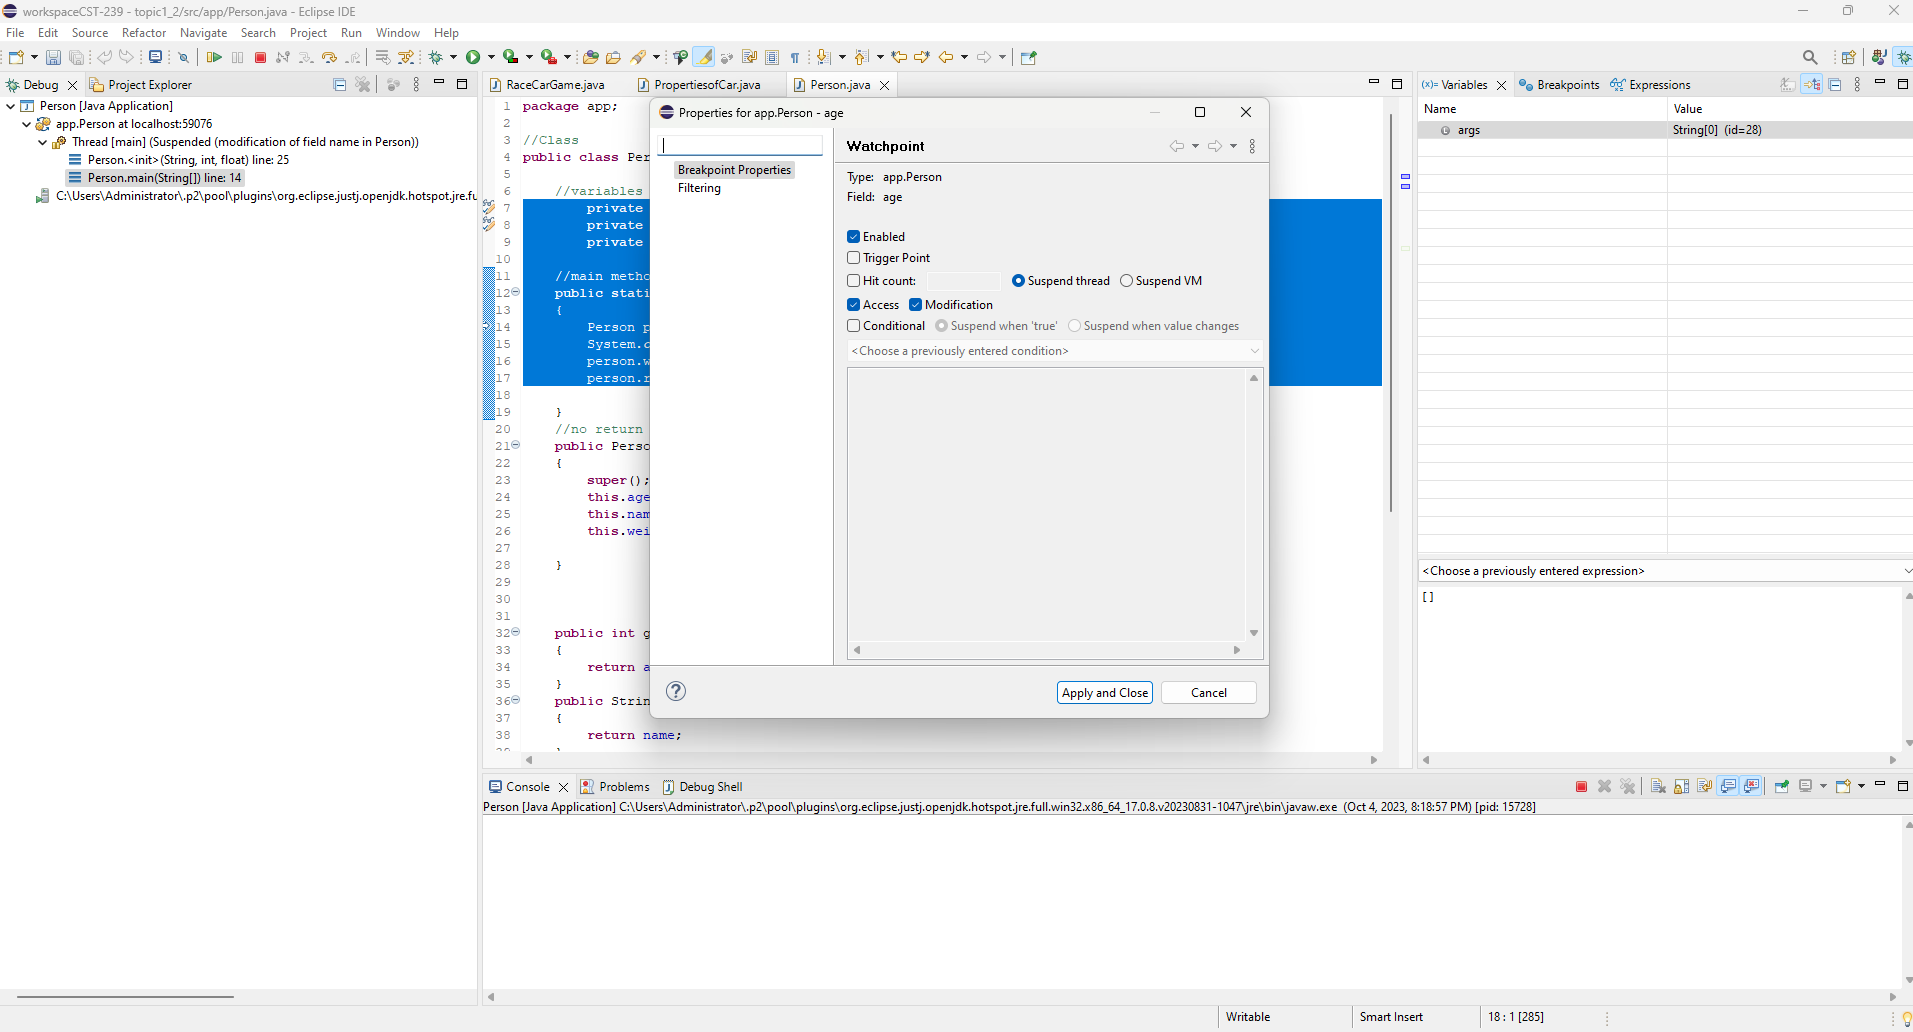 workspaceCST-239 - topic1_2/src/app/Person.java - Eclipse IDE
File Edit Source Refactor Navigate Search Project Run Window Help
Debug Project Explorer
Person [Java Application]
app.Person at localhost:59076
Thread [main] (Suspended (modification of field name in Person))
Person.<init>(String, int, float) line: 25
Person.main(String[]) line: 14
C:\Users\Administrator\.p2\pool\plugins\org.eclipse.justj.openjdk.hotspot.jre.fu
RaceCarGame.java PropertiesofCar.java Person.java
1 package app;
2
3 //Class
4 public class Per
5
6 //variables
7 private
8 private
9 private
10
11 //main metho
12 public stati
13 {
14 Person p
15 System.o
16 person.w
17 person.r
18
19 }
20 //no return
21 public Perso
22 {
23 super();
24 this.age
25 this.nam
26 this.wei
27
28 }
29
30
31
32 public int g
33 {
34 return a
35 }
36 public Strin
37 {
38 return name;
39 }
Properties for app.Person - age
Breakpoint Properties
Filtering
Watchpoint
Type: app.Person
Field: age
Enabled
Trigger Point
Hit count: Suspend thread Suspend VM
Access Modification
Conditional Suspend when 'true' Suspend when value changes
<Choose a previously entered condition>
Apply and Close Cancel
Variables Breakpoints Expressions
Name Value
args String[0] (id=28)
<Choose a previously entered expression>
[]
Console Problems Debug Shell
Person [Java Application] C:\Users\Administrator\.p2\pool\plugins\org.eclipse.justj.openjdk.hotspot.jre.full.win32.x86_64_17.0.8.v20230831-1047\jre\bin\javaw.exe (Oct 4, 2023, 8:18:57 PM) [pid: 15728]
Writable Smart Insert 18 : 1 [285]